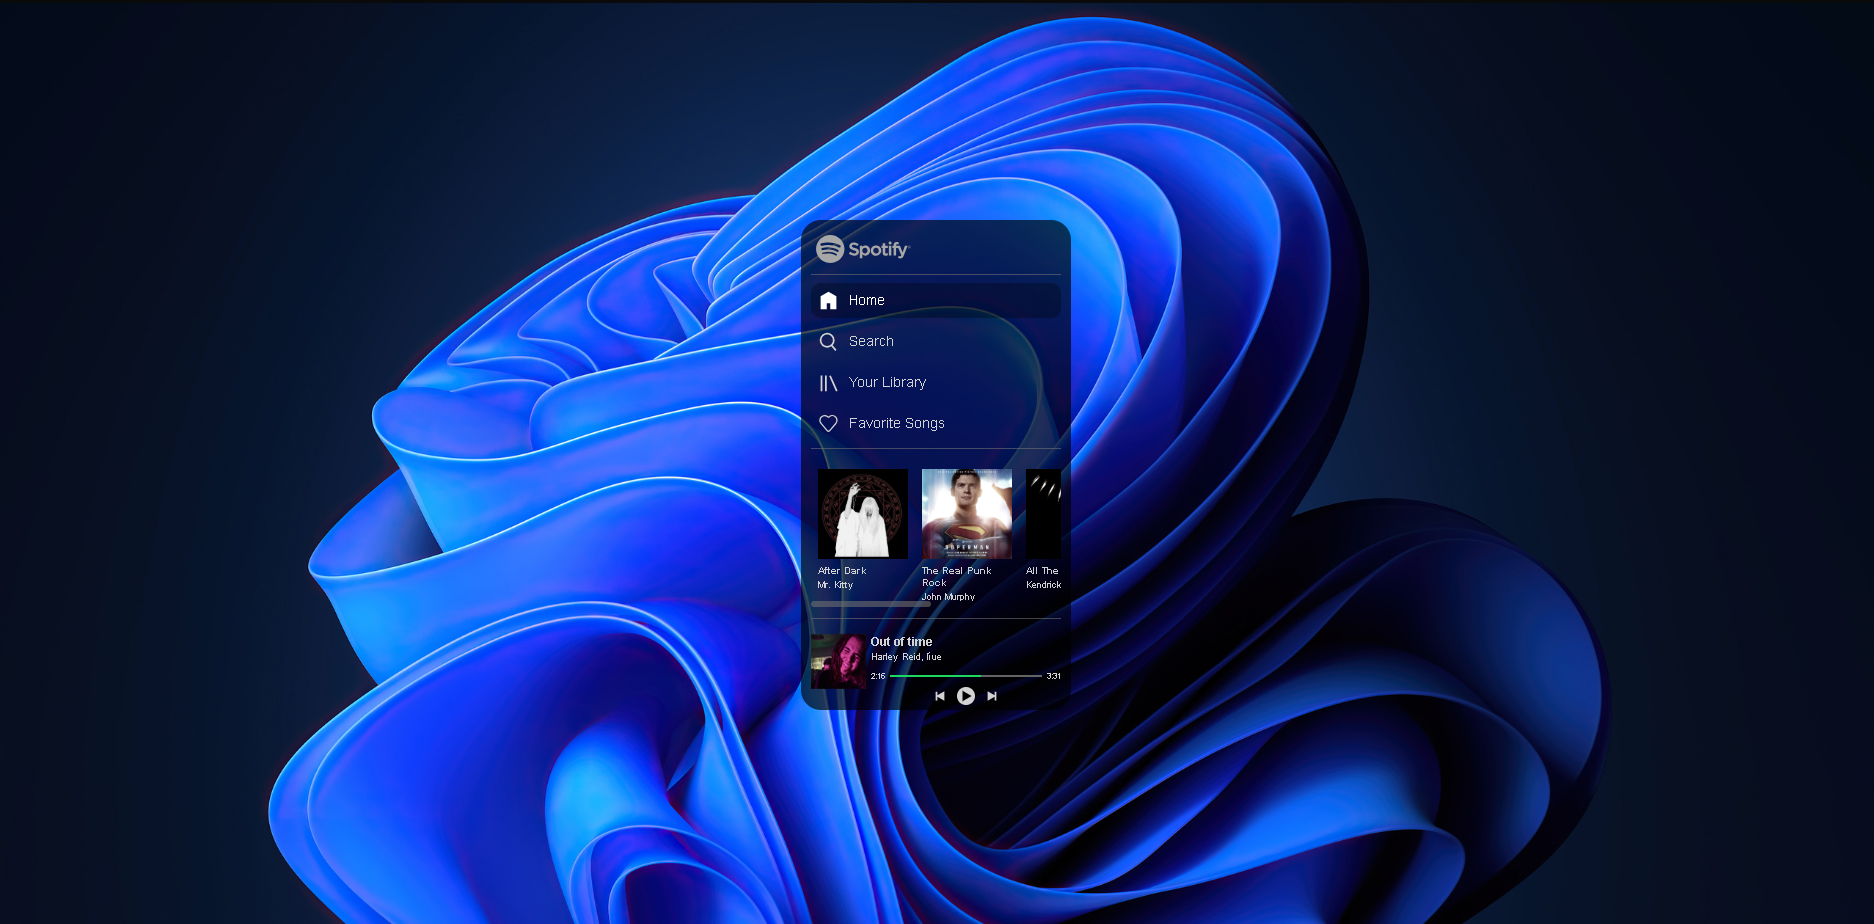 Spotify
Home
Search
Your Library
Favorite Songs
SUPERMAN
After Dark
Mr. Kitty
The Real Punk
Rock
John Murphy
All The
Kendrick
Out of time
Harley Reid, liue
2:16
3:31